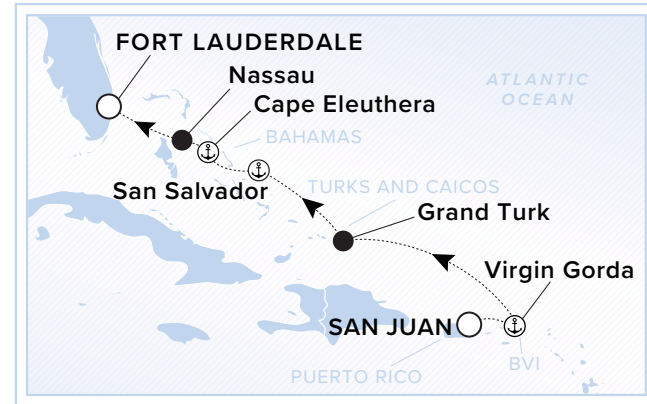 FORT LAUDERDALE
Nassau
ATLANTIC
OCEAN
Cape Eleuthera
BAHAMAS
San Salvador
TURKS AND CAICOS
Grand Turk
Virgin Gorda
SAN JUAN
BVI
PUERTO RICO